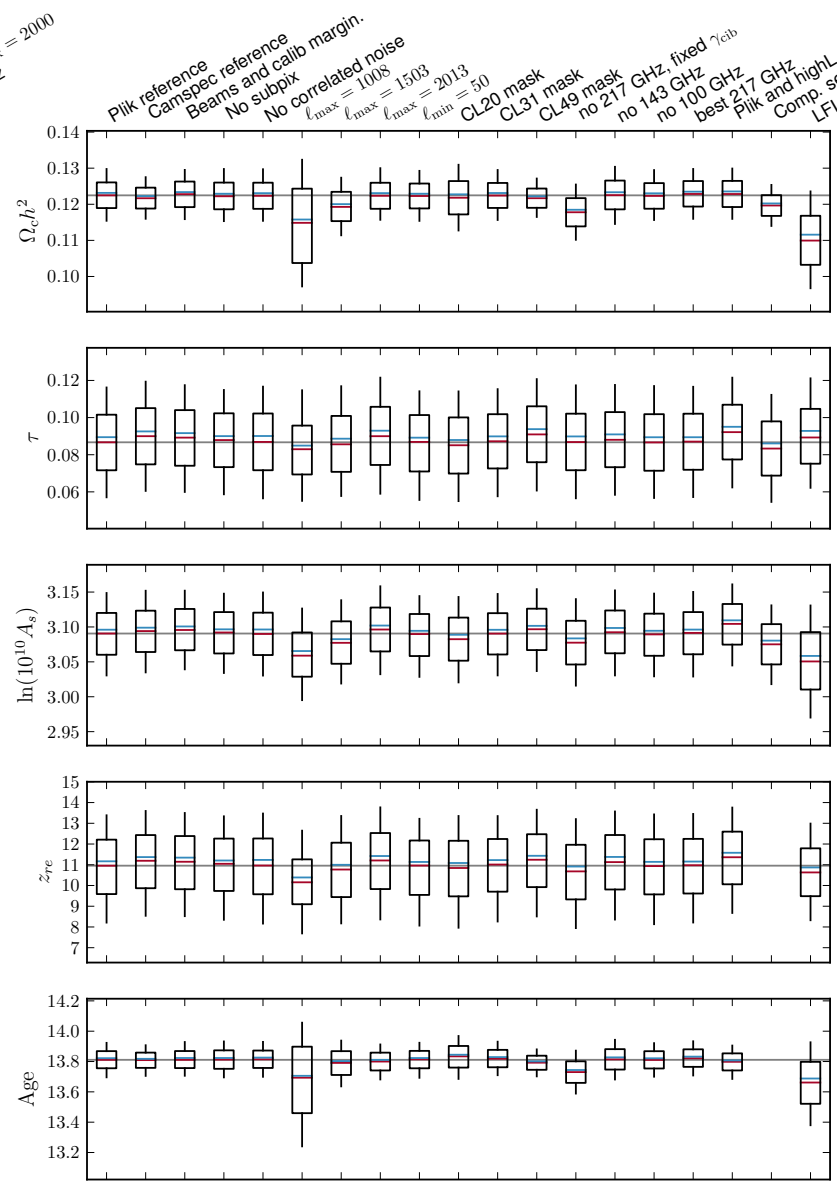 = 2000
Plik reference
Camspec reference
Beams and calib margin.
No subpix
No correlated noise
ℓmax = 1008
ℓmax = 1503
ℓmax = 2013
ℓmin = 50
CL20 mask
CL31 mask
CL49 mask
no 217 GHz, fixed γcib
no 143 GHz
no 100 GHz
best 217 GHz
Plik and highL
Comp.
LFI
0.14
0.13
0.12
0.11
0.10
Ωch²
0.12
0.10
0.08
0.06
τ
3.15
3.10
3.05
3.00
2.95
ln(10¹⁰As)
15
14
13
12
11
10
9
8
7
zre
14.2
14.0
13.8
13.6
13.4
13.2
Age